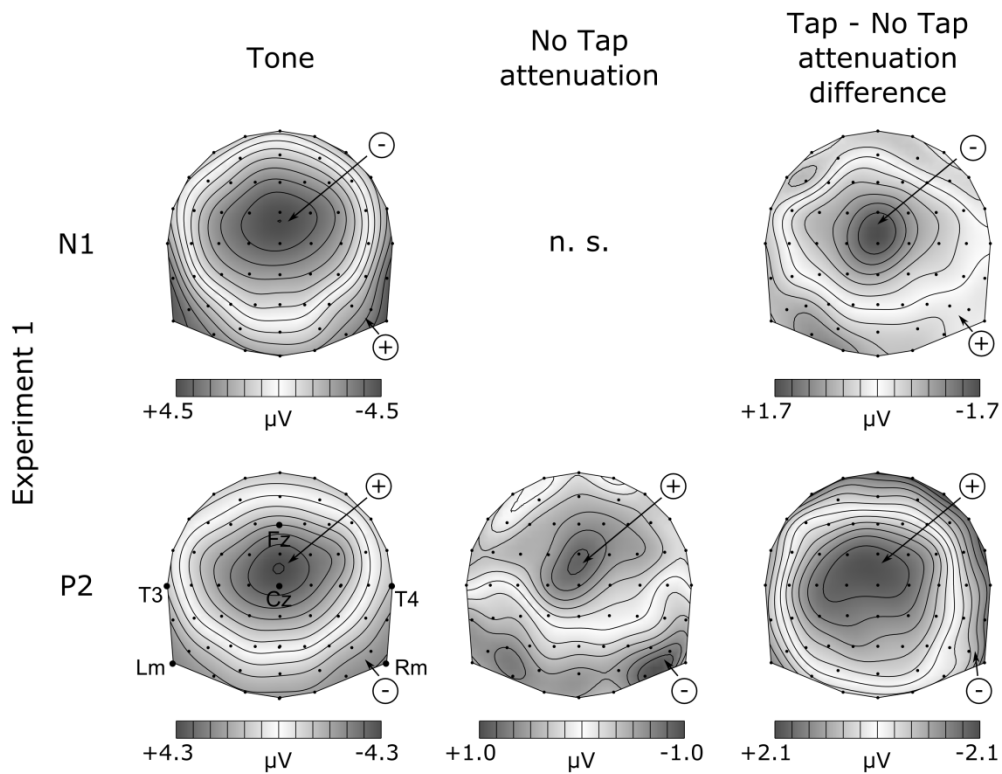 Tone
No Tap
attenuation
Tap - No Tap
attenuation
difference
Experiment 1
N1
-
+
+4.5
µV
-4.5
n. s.
-
+
+1.7
µV
-1.7
P2
+
Fz
T3
Cz
T4
Lm
Rm
-
+4.3
µV
-4.3
+
-
+1.0
µV
-1.0
+
-
+2.1
µV
-2.1